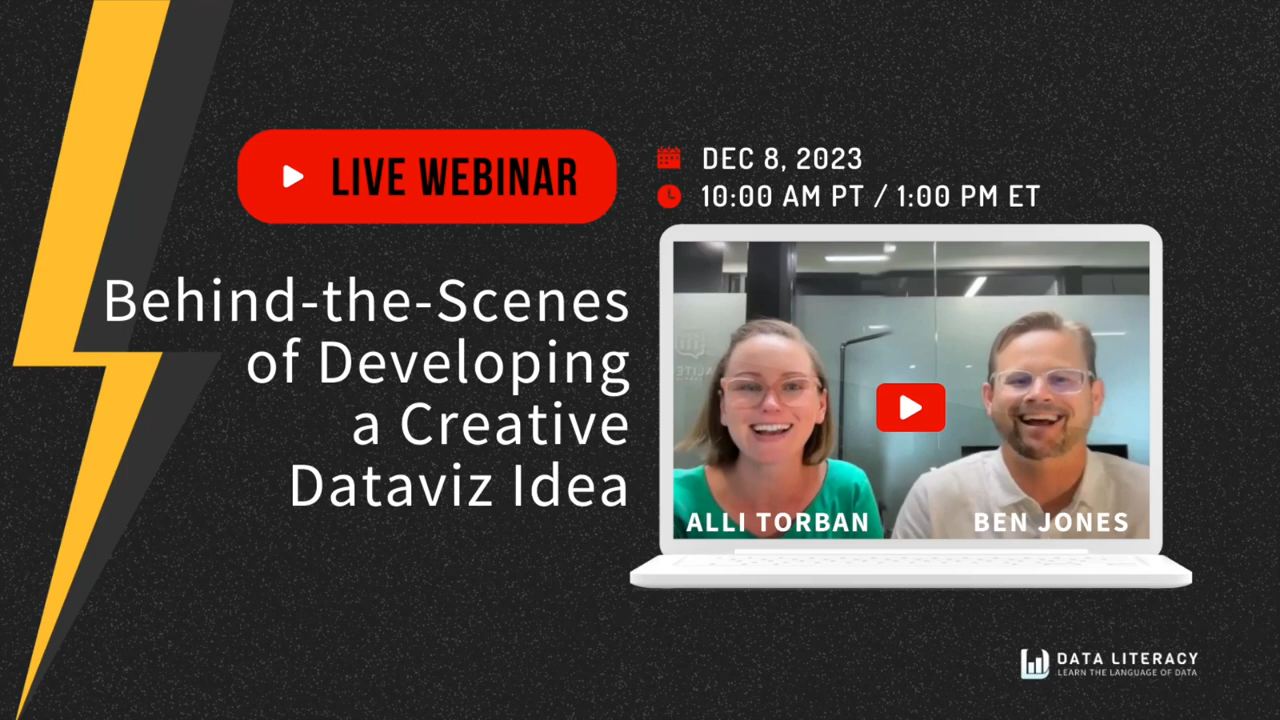 LIVE WEBINAR
DEC 8, 2023
10:00 AM PT / 1:00 PM ET
Behind-the-Scenes
of Developing
a Creative
Dataviz Idea
ALLI TORBAN
BEN JONES
DATA LITERACY
LEARN THE LANGUAGE OF DATA